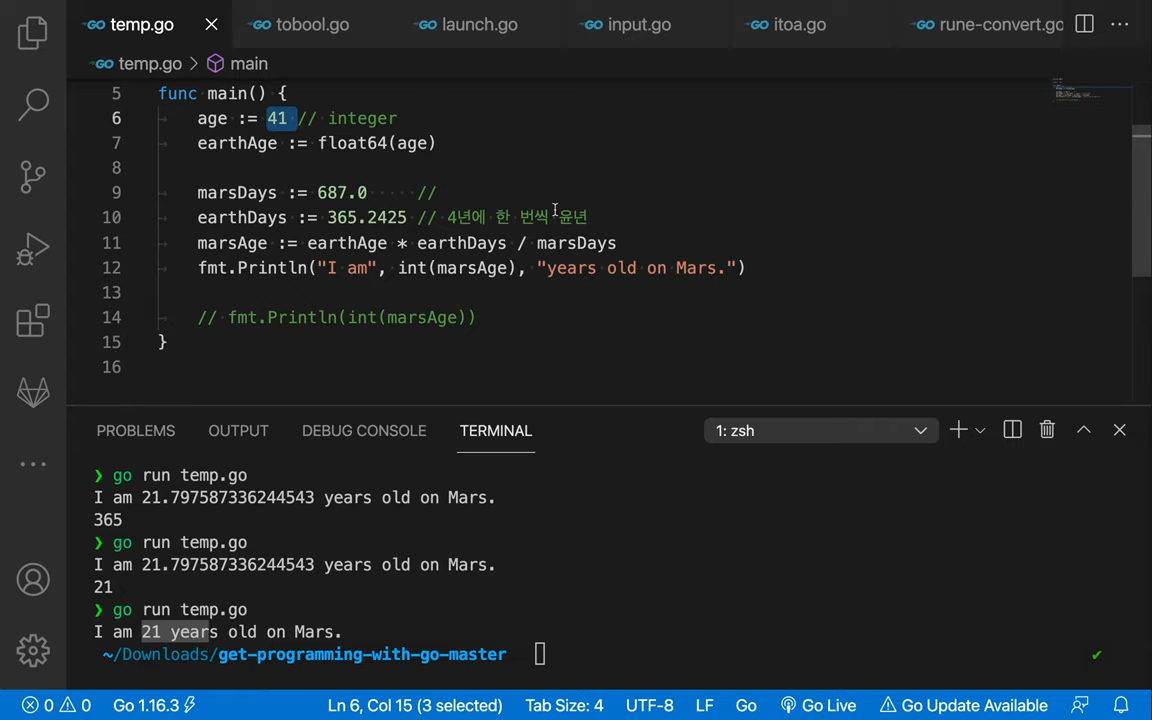 temp.go tobool.go launch.go input.go itoa.go rune-convert.go
temp.go > main
5 func main() {
6 age := 41 // integer
7 earthAge := float64(age)
8
9 marsDays := 687.0 //
10 earthDays := 365.2425 // 4년에 한 번씩 윤년
11 marsAge := earthAge * earthDays / marsDays
12 fmt.Println("I am", int(marsAge), "years old on Mars.")
13
14 // fmt.Println(int(marsAge))
15 }
16
PROBLEMS OUTPUT DEBUG CONSOLE TERMINAL 1: zsh
❯ go run temp.go
I am 21.797587336244543 years old on Mars.
365
❯ go run temp.go
I am 21.797587336244543 years old on Mars.
21
❯ go run temp.go
I am 21 years old on Mars.
~/Downloads/get-programming-with-go-master
0 0 Go 1.16.3 Ln 6, Col 15 (3 selected) Tab Size: 4 UTF-8 LF Go Go Live Go Update Available